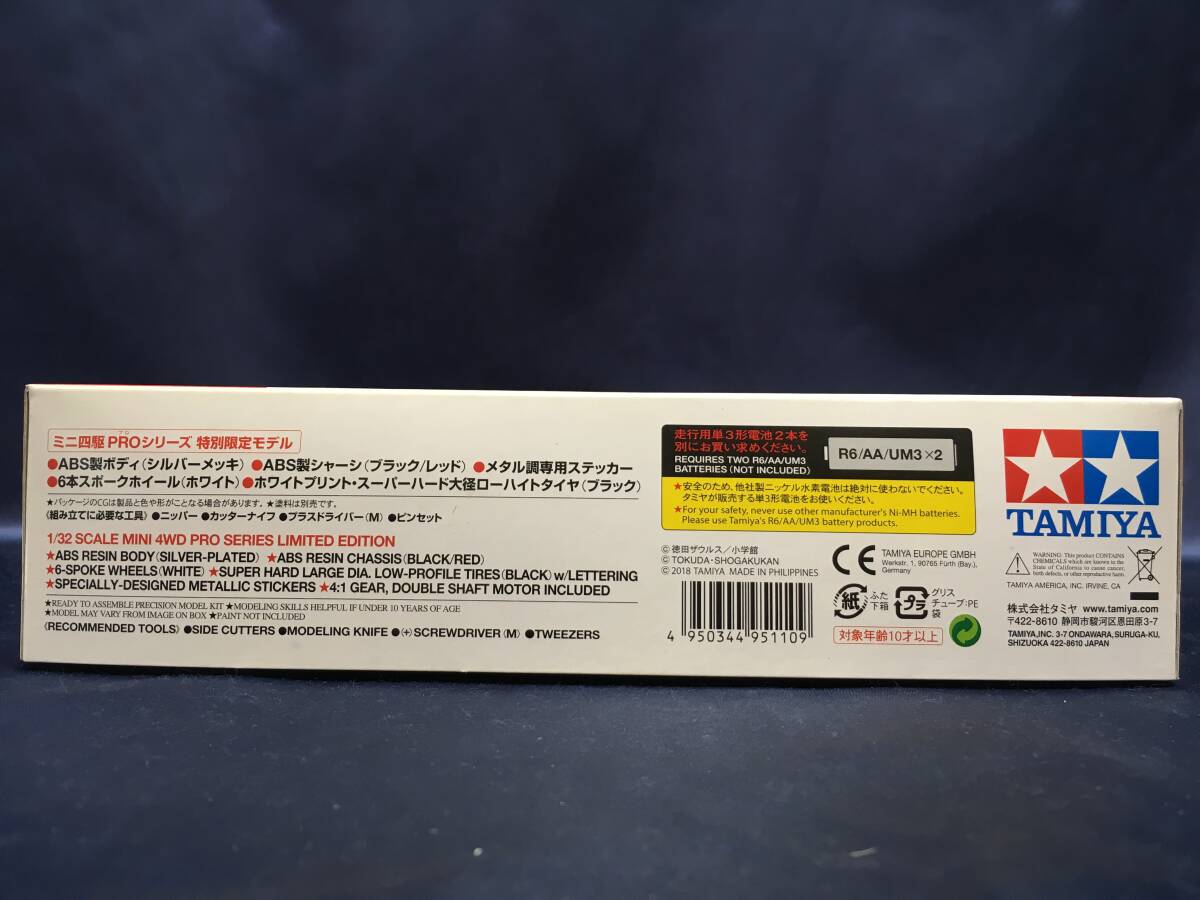 ミニ四駆PROシリーズ 特別限定モデル
●ABS製ボディ(シルバーメッキ) ●ABS製シャーシ(ブラック/レッド) ●メタル調専用ステッカー
●6本スポークホイール(ホワイト) ●ホワイトプリント・スーパーハード大径ローハイトタイヤ(ブラック)
★パッケージのCGは製品と色や形がことなる場合があります。★塗料は別売です。
《組み立てに必要な工具》●ニッパー ●カッターナイフ ●プラスドライバー(M) ●ピンセット
1/32 SCALE MINI 4WD PRO SERIES LIMITED EDITION
★ABS RESIN BODY(SILVER-PLATED) ★ABS RESIN CHASSIS(BLACK/RED)
★6-SPOKE WHEELS(WHITE) ★SUPER HARD LARGE DIA. LOW-PROFILE TIRES(BLACK) w/LETTERING
★SPECIALLY-DESIGNED METALLIC STICKERS ★4:1 GEAR, DOUBLE SHAFT MOTOR INCLUDED
★READY TO ASSEMBLE PRECISION MODEL KIT ★MODELING SKILLS HELPFUL IF UNDER 10 YEARS OF AGE
★MODEL MAY VARY FROM IMAGE ON BOX ★PAINT NOT INCLUDED
《RECOMMENDED TOOLS》●SIDE CUTTERS ●MODELING KNIFE ●(+)SCREWDRIVER(M) ●TWEEZERS
走行用単3形電池2本を
別にお買い求めください。
REQUIRES TWO R6/AA/UM3
BATTERIES (NOT INCLUDED)
R6/AA/UM3×2
★安全のため、他社製ニッケル水素電池は絶対に使わないでください。
タミヤが販売する単3形電池をお使いください。
★For your safety, never use other manufacturer's Ni-MH batteries.
Please use Tamiya's R6/AA/UM3 battery products.
© 徳田ザウルス/小学館
© TOKUDA・SHOGAKUKAN
© 2018 TAMIYA MADE IN PHILIPPINES
4 950344 951109
CE
TAMIYA EUROPE GMBH
Werkstr. 1, 90765 Fürth (Bay.),
Germany
紙
ふた
下箱
プラ
グリス
チューブ:PE
袋
対象年齢10才以上
TAMIYA
WARNING: This product CONTAINS
CHEMICALS which are known to the
State of California to cause cancer,
birth defects, or other reproductive harm.
TAMIYA AMERICA, INC. IRVINE, CA
株式会社タミヤ www.tamiya.com
〒422-8610 静岡市駿河区恩田原3-7
TAMIYA,INC. 3-7 ONDAWARA, SURUGA-KU,
SHIZUOKA 422-8610 JAPAN